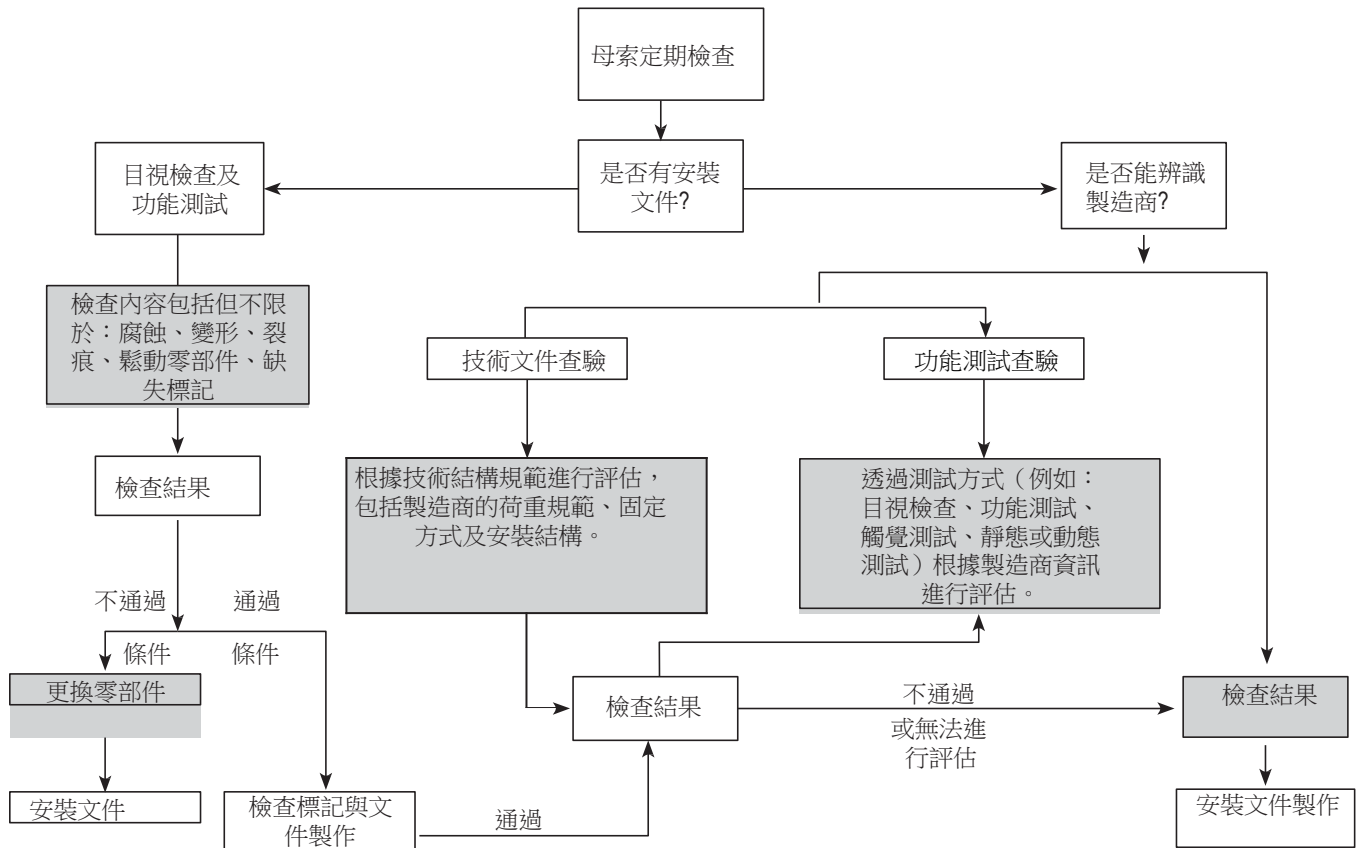 母索定期檢查
目視檢查及
功能測試
是否有安裝
文件?
是否能辨識
製造商?
檢查內容包括但不限
於：腐蝕、變形、裂
痕、鬆動零部件、缺
失標記
技術文件查驗
功能測試查驗
檢查結果
根據技術結構規範進行評估，
包括製造商的荷重規範、固定
方式及安裝結構。
透過測試方式（例如：
目視檢查、功能測試、
觸覺測試、靜態或動態
測試）根據製造商資訊
進行評估。
不通過
通過
條件
條件
更換零部件
檢查結果
不通過
或無法進
行評估
檢查結果
安裝文件
檢查標記與文
件製作
通過
安裝文件製作